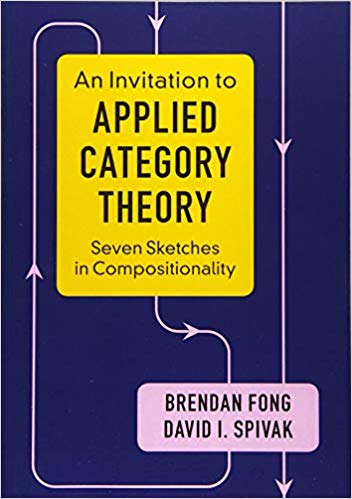 An Invitation to
APPLIED
CATEGORY
THEORY
Seven Sketches
in Compositionality
BRENDAN FONG
DAVID I. SPIVAK